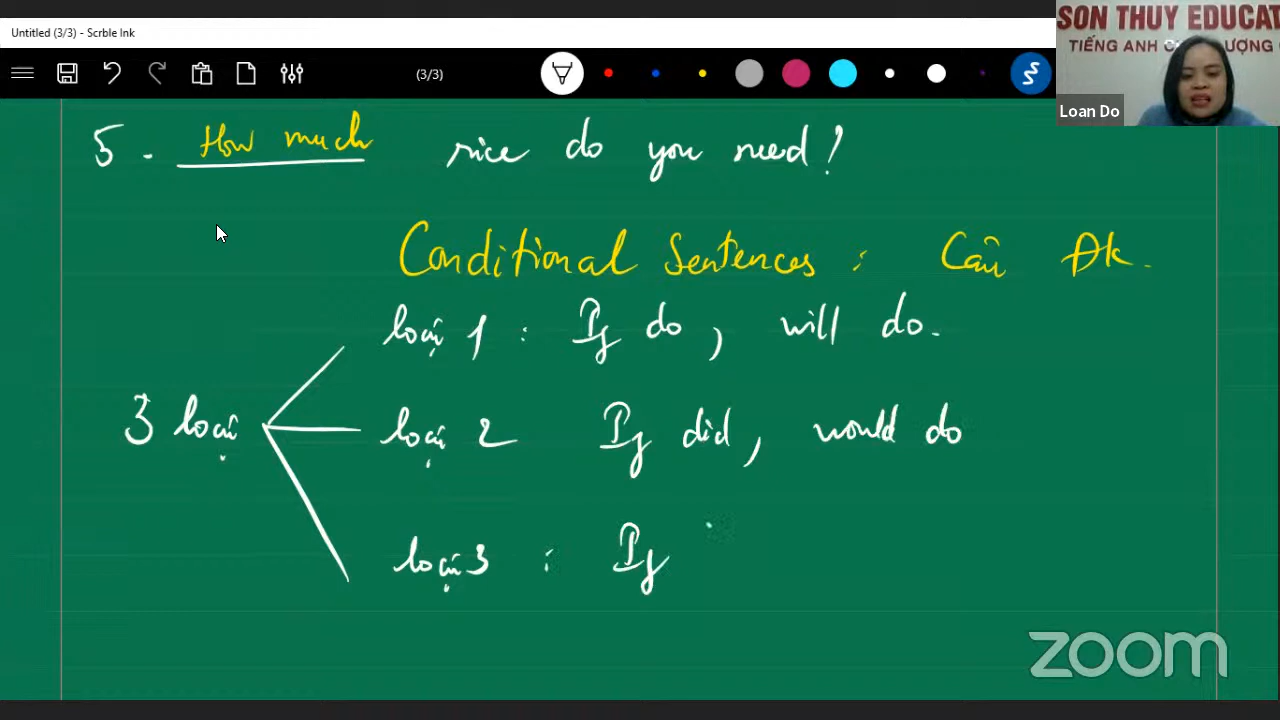 Untitled (3/3) - Scrble Ink
(3/3)
SON THUY EDUCAT
TIẾNG ANH
LƯỢNG
Loan Do
5. How much rice do you need?
Conditional Sentences : Câu ĐK.
3 loại
loại 1 : If do, will do.
loại 2 If did, would do
loại 3 : If
zoom